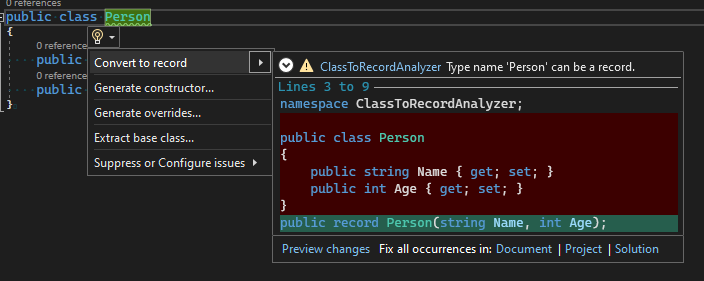 0 references
public class Person
{
0 reference
public
Convert to record
0 reference
Generate constructor...
public
Generate overrides...
}
Extract base class...
Suppress or Configure issues
ClassToRecordAnalyzer Type name 'Person' can be a record.
Lines 3 to 9
namespace ClassToRecordAnalyzer;
public class Person
{
public string Name { get; set; }
public int Age { get; set; }
}
public record Person(string Name, int Age);
Preview changes Fix all occurrences in: Document | Project | Solution